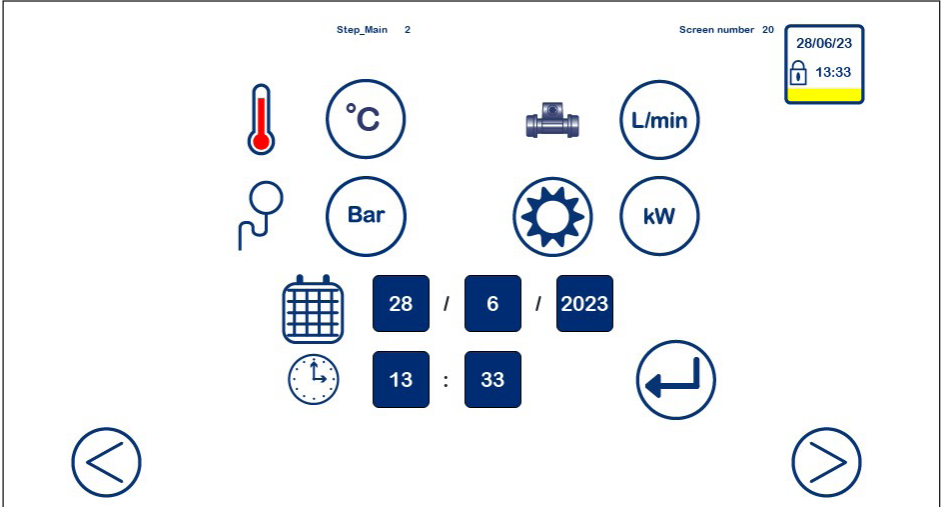 Step_Main 2
Screen number 20
28/06/23
13:33
°C
L/min
Bar
kW
28 / 6 / 2023
13 : 33